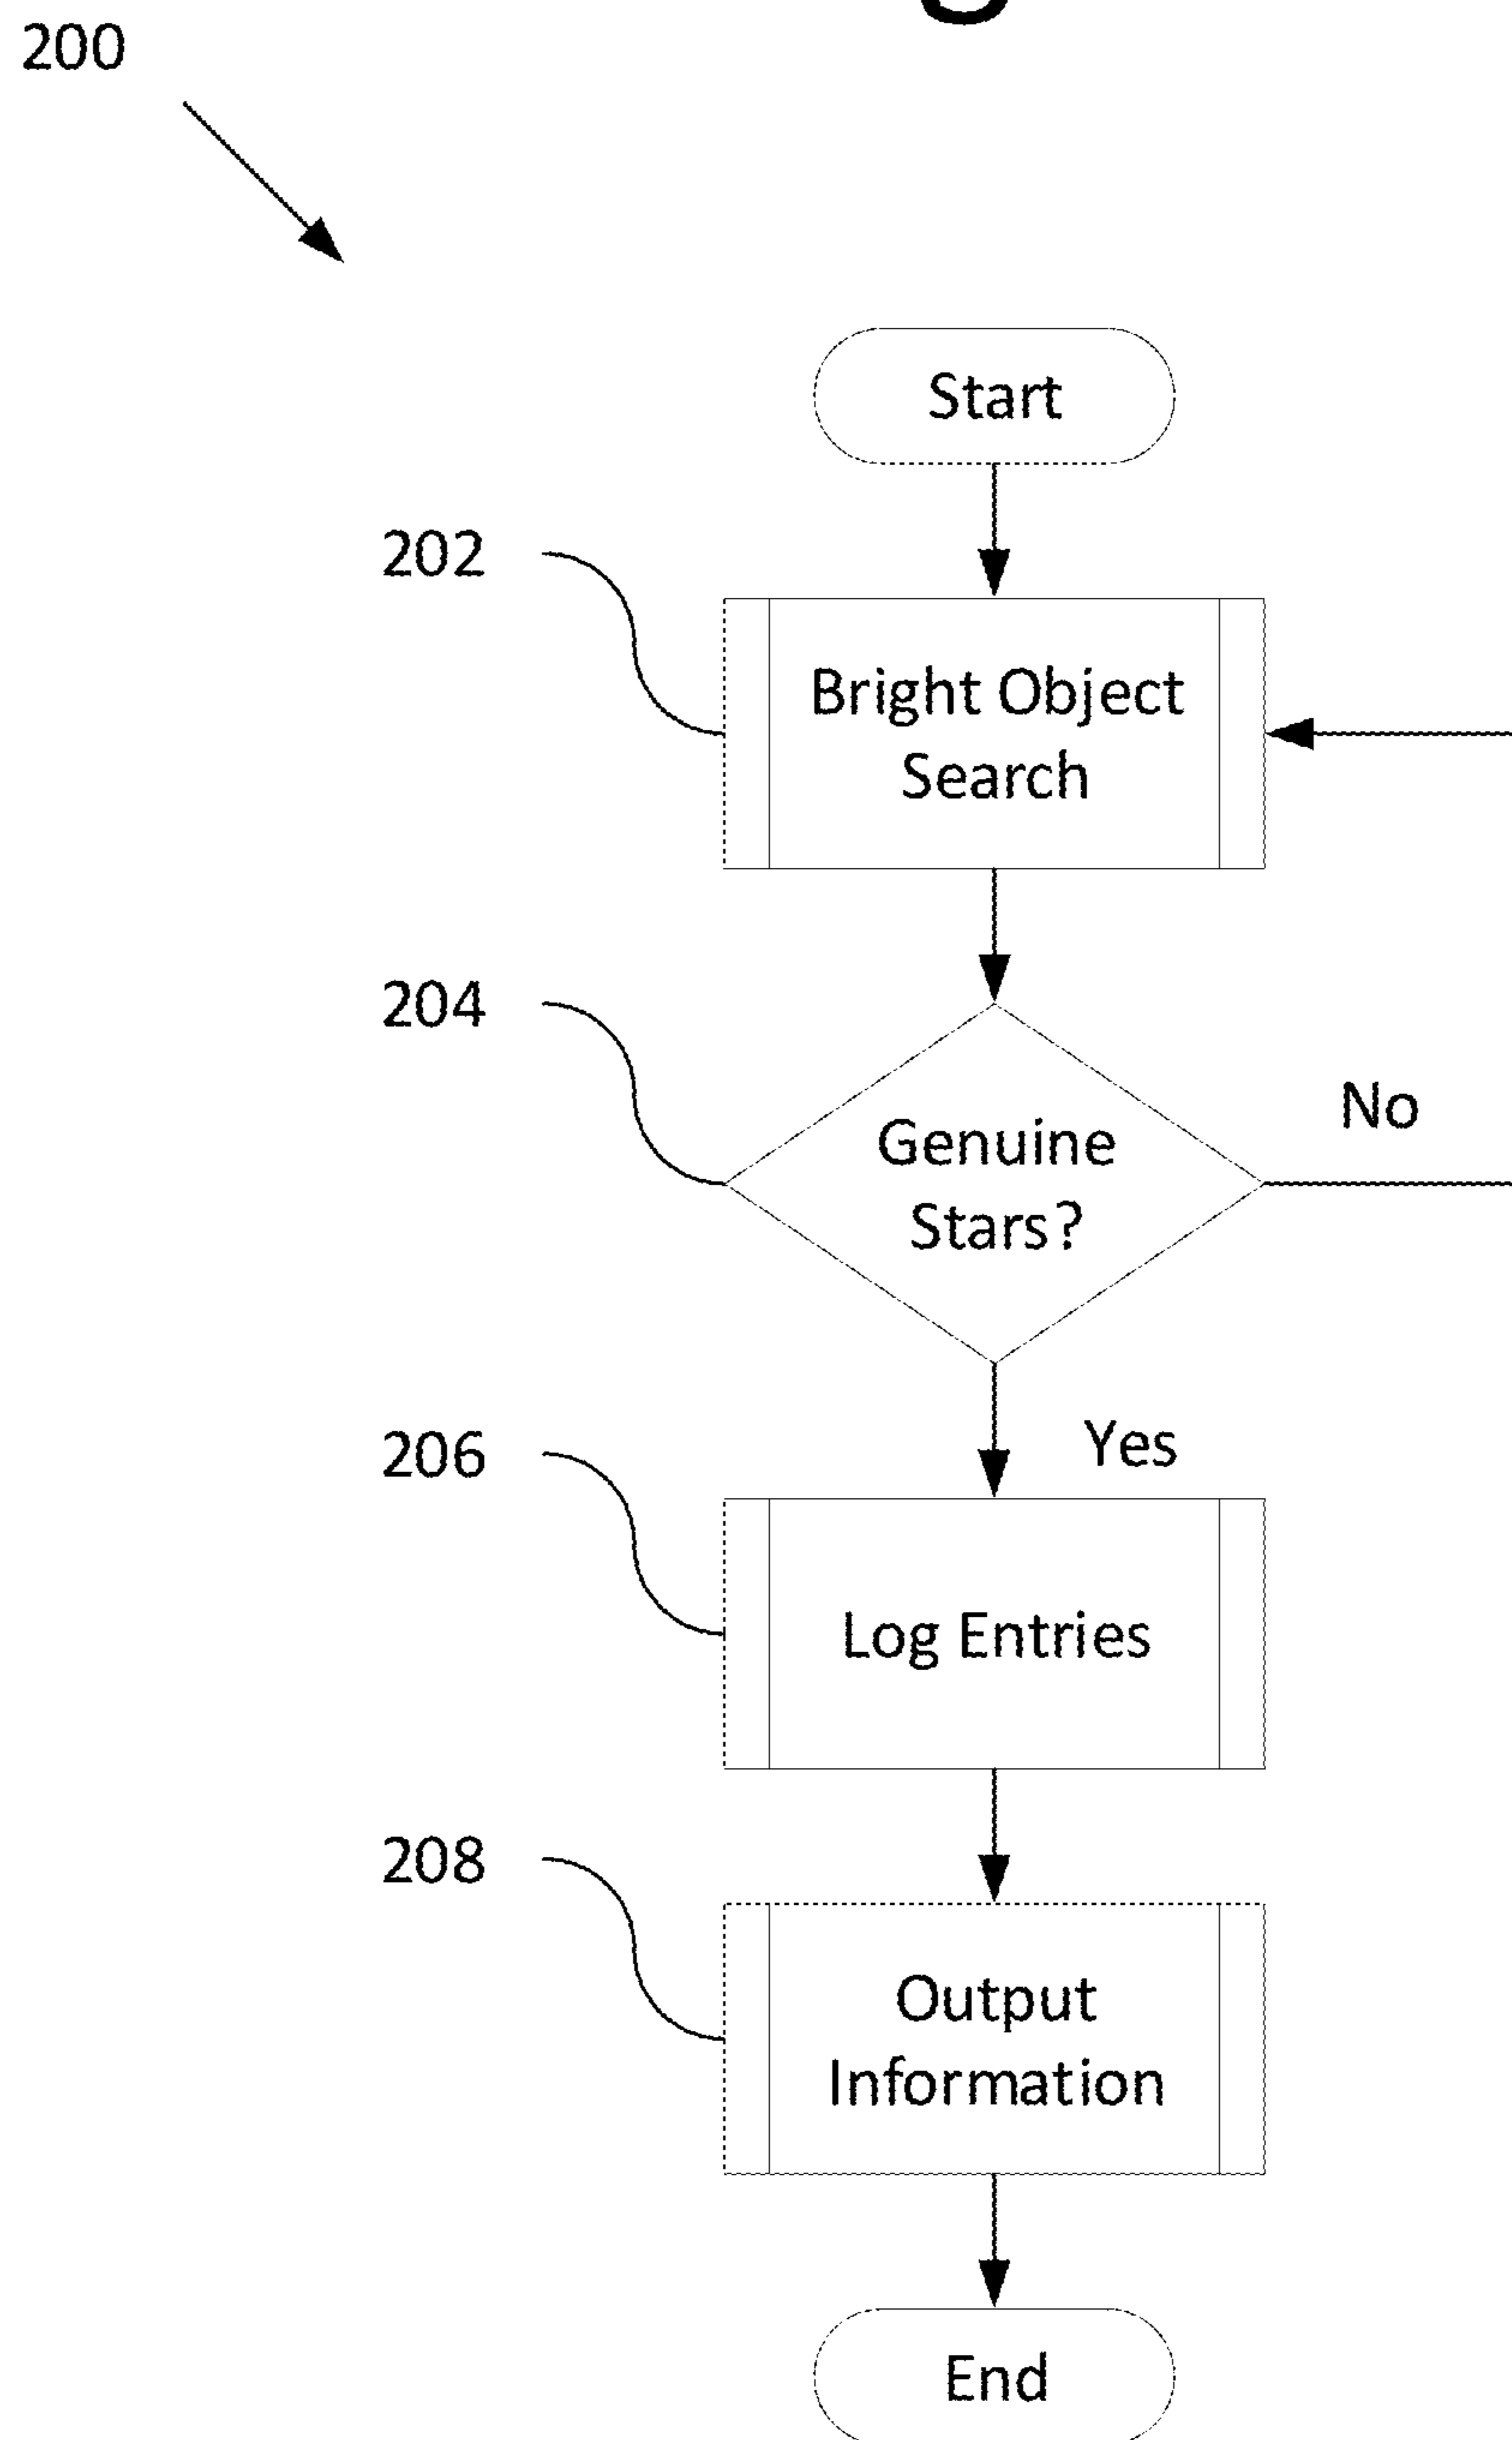 200
Start
202
Bright Object
Search
204
Genuine
Stars?
No
Yes
206
Log Entries
208
Output
Information
End